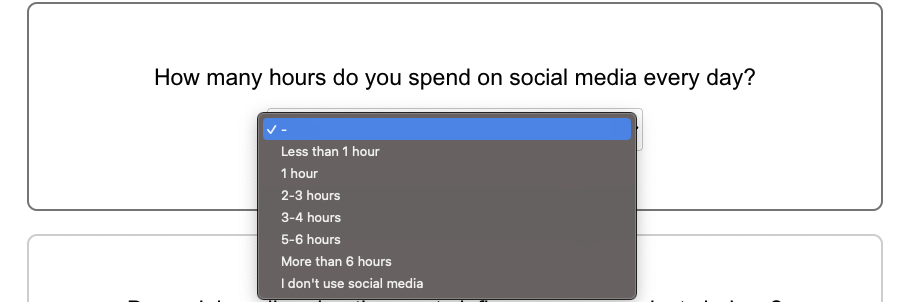 How many hours do you spend on social media every day?
-
Less than 1 hour
1 hour
2-3 hours
3-4 hours
5-6 hours
More than 6 hours
I don't use social media